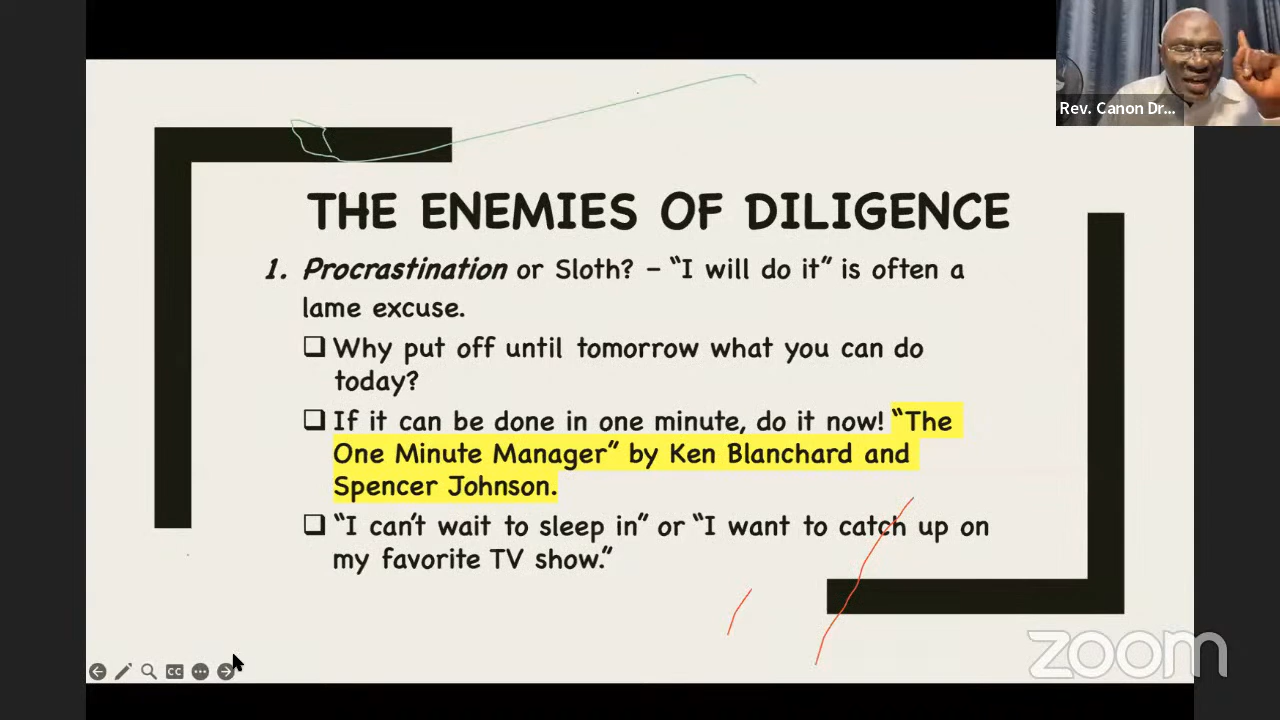 Rev. Canon Dr...
THE ENEMIES OF DILIGENCE
1. Procrastination or Sloth? – “I will do it” is often a
lame excuse.
❑ Why put off until tomorrow what you can do
today?
❑ If it can be done in one minute, do it now! “The
One Minute Manager” by Ken Blanchard and
Spencer Johnson.
❑ “I can’t wait to sleep in” or “I want to catch up on
my favorite TV show.”
zoom
CC